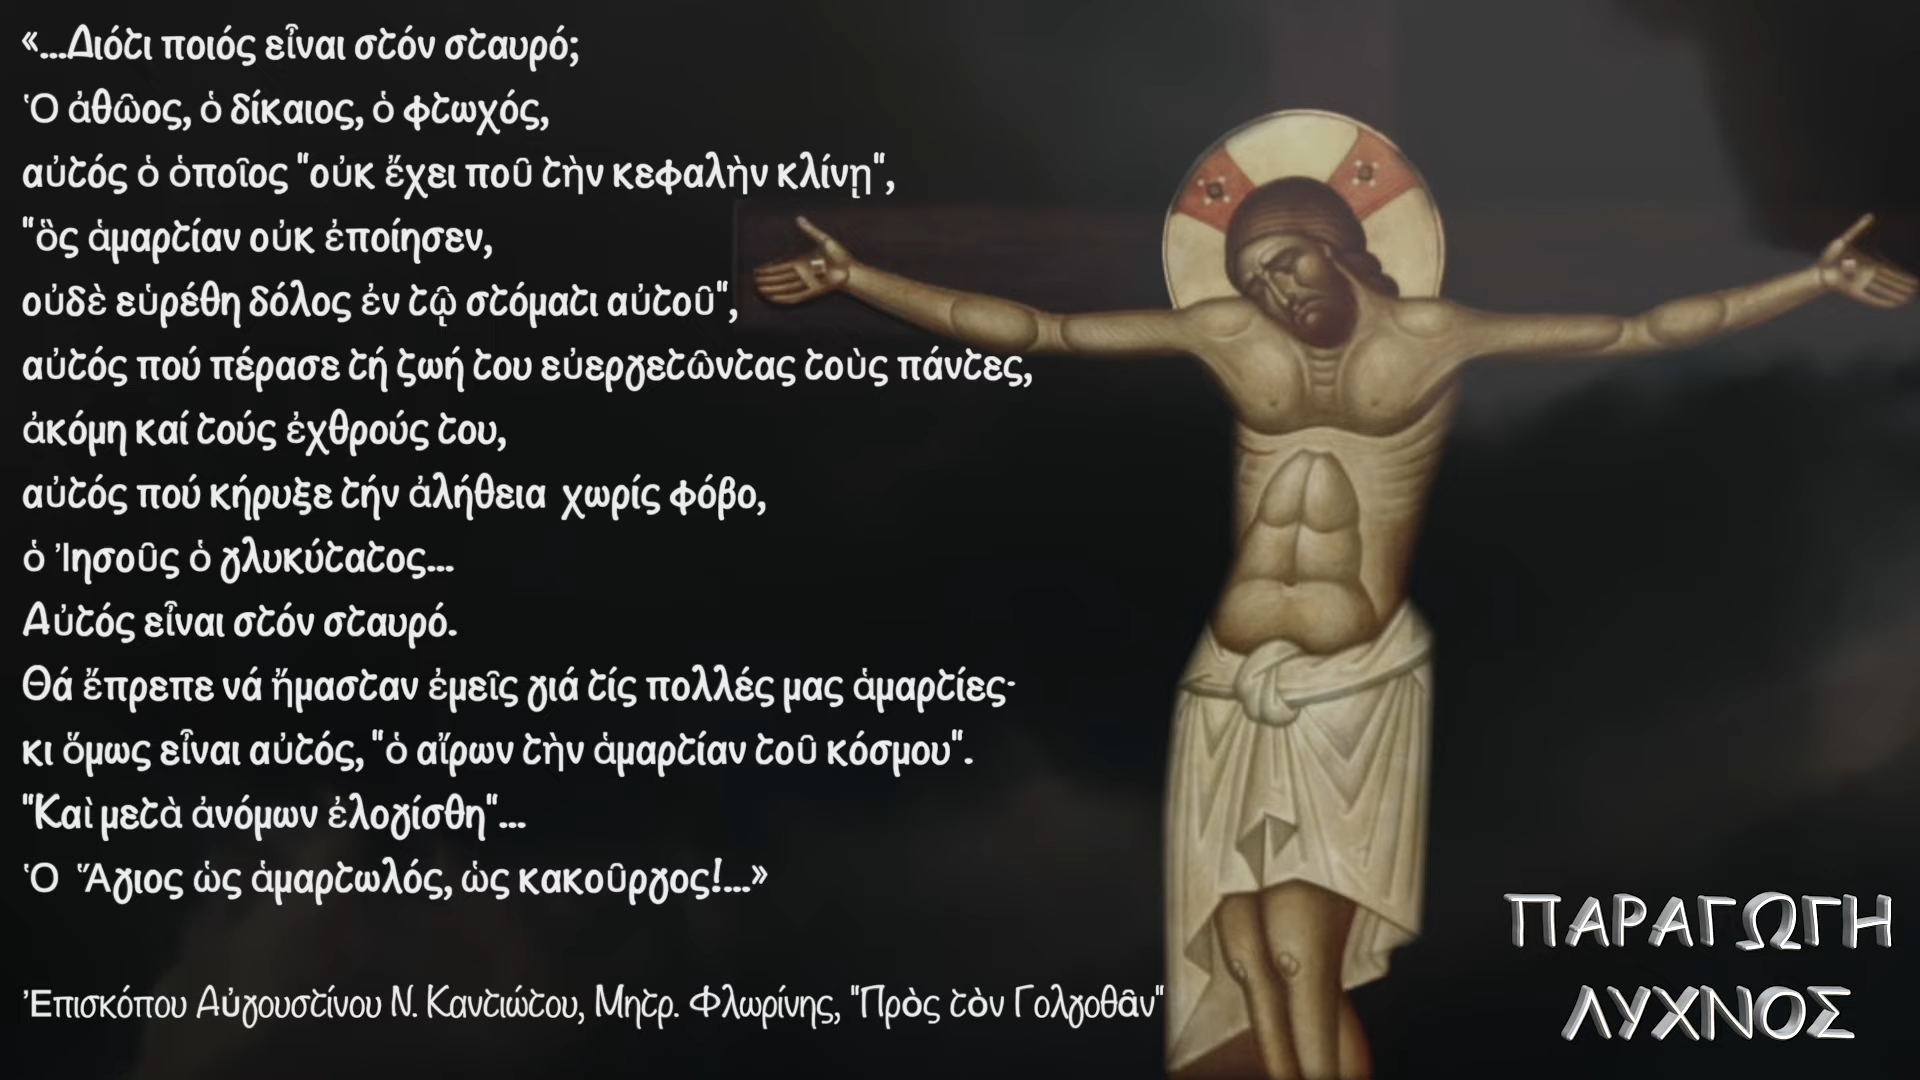 «...Διότι ποιός εἶναι στόν σταυρό;
Ὁ ἀθῶος, ὁ δίκαιος, ὁ φτωχός,
αὐτός ὁ ὁποῖος "οὐκ ἔχει ποῦ τὴν κεφαλὴν κλίνῃ",
"ὃς ἁμαρτίαν οὐκ ἐποίησεν,
οὐδὲ εὑρέθη δόλος ἐν τῷ στόματι αὐτοῦ",
αὐτός πού πέρασε τή ζωή του εὐεργετῶντας τοὺς πάντες,
ἀκόμη καί τούς ἐχθρούς του,
αὐτός πού κήρυξε τήν ἀλήθεια χωρίς φόβο,
ὁ Ἰησοῦς ὁ γλυκύτατος...
Αὐτός εἶναι στόν σταυρό.
Θά ἔπρεπε νά ἤμασταν ἐμεῖς γιά τίς πολλές μας ἁμαρτίες·
κι ὅμως εἶναι αὐτός, "ὁ αἴρων τὴν ἁμαρτίαν τοῦ κόσμου".
"Καὶ μετὰ ἀνόμων ἐλογίσθη"...
Ὁ Ἅγιος ὡς ἁμαρτωλός, ὡς κακοῦργος!...»
Ἐπισκόπου Αὐγουστίνου Ν. Καντιώτου, Μητρ. Φλωρίνης, "Πρὸς τὸν Γολγοθᾶν"
ΠΑΡΑΓΩΓΗ
ΛΥΧΝΟΣ